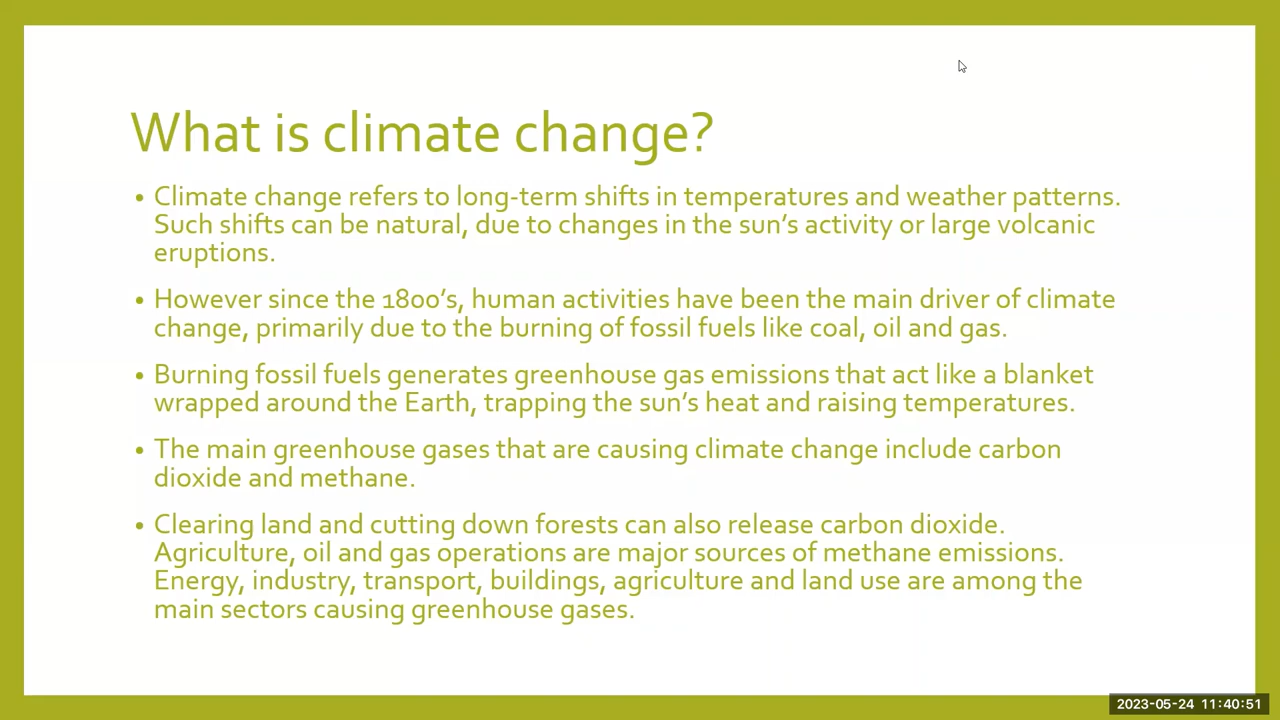 What is climate change?
• Climate change refers to long-term shifts in temperatures and weather patterns.
Such shifts can be natural, due to changes in the sun’s activity or large volcanic
eruptions.
• However since the 1800’s, human activities have been the main driver of climate
change, primarily due to the burning of fossil fuels like coal, oil and gas.
• Burning fossil fuels generates greenhouse gas emissions that act like a blanket
wrapped around the Earth, trapping the sun’s heat and raising temperatures.
• The main greenhouse gases that are causing climate change include carbon
dioxide and methane.
• Clearing land and cutting down forests can also release carbon dioxide.
Agriculture, oil and gas operations are major sources of methane emissions.
Energy, industry, transport, buildings, agriculture and land use are among the
main sectors causing greenhouse gases.
2023-05-24 11:40:51